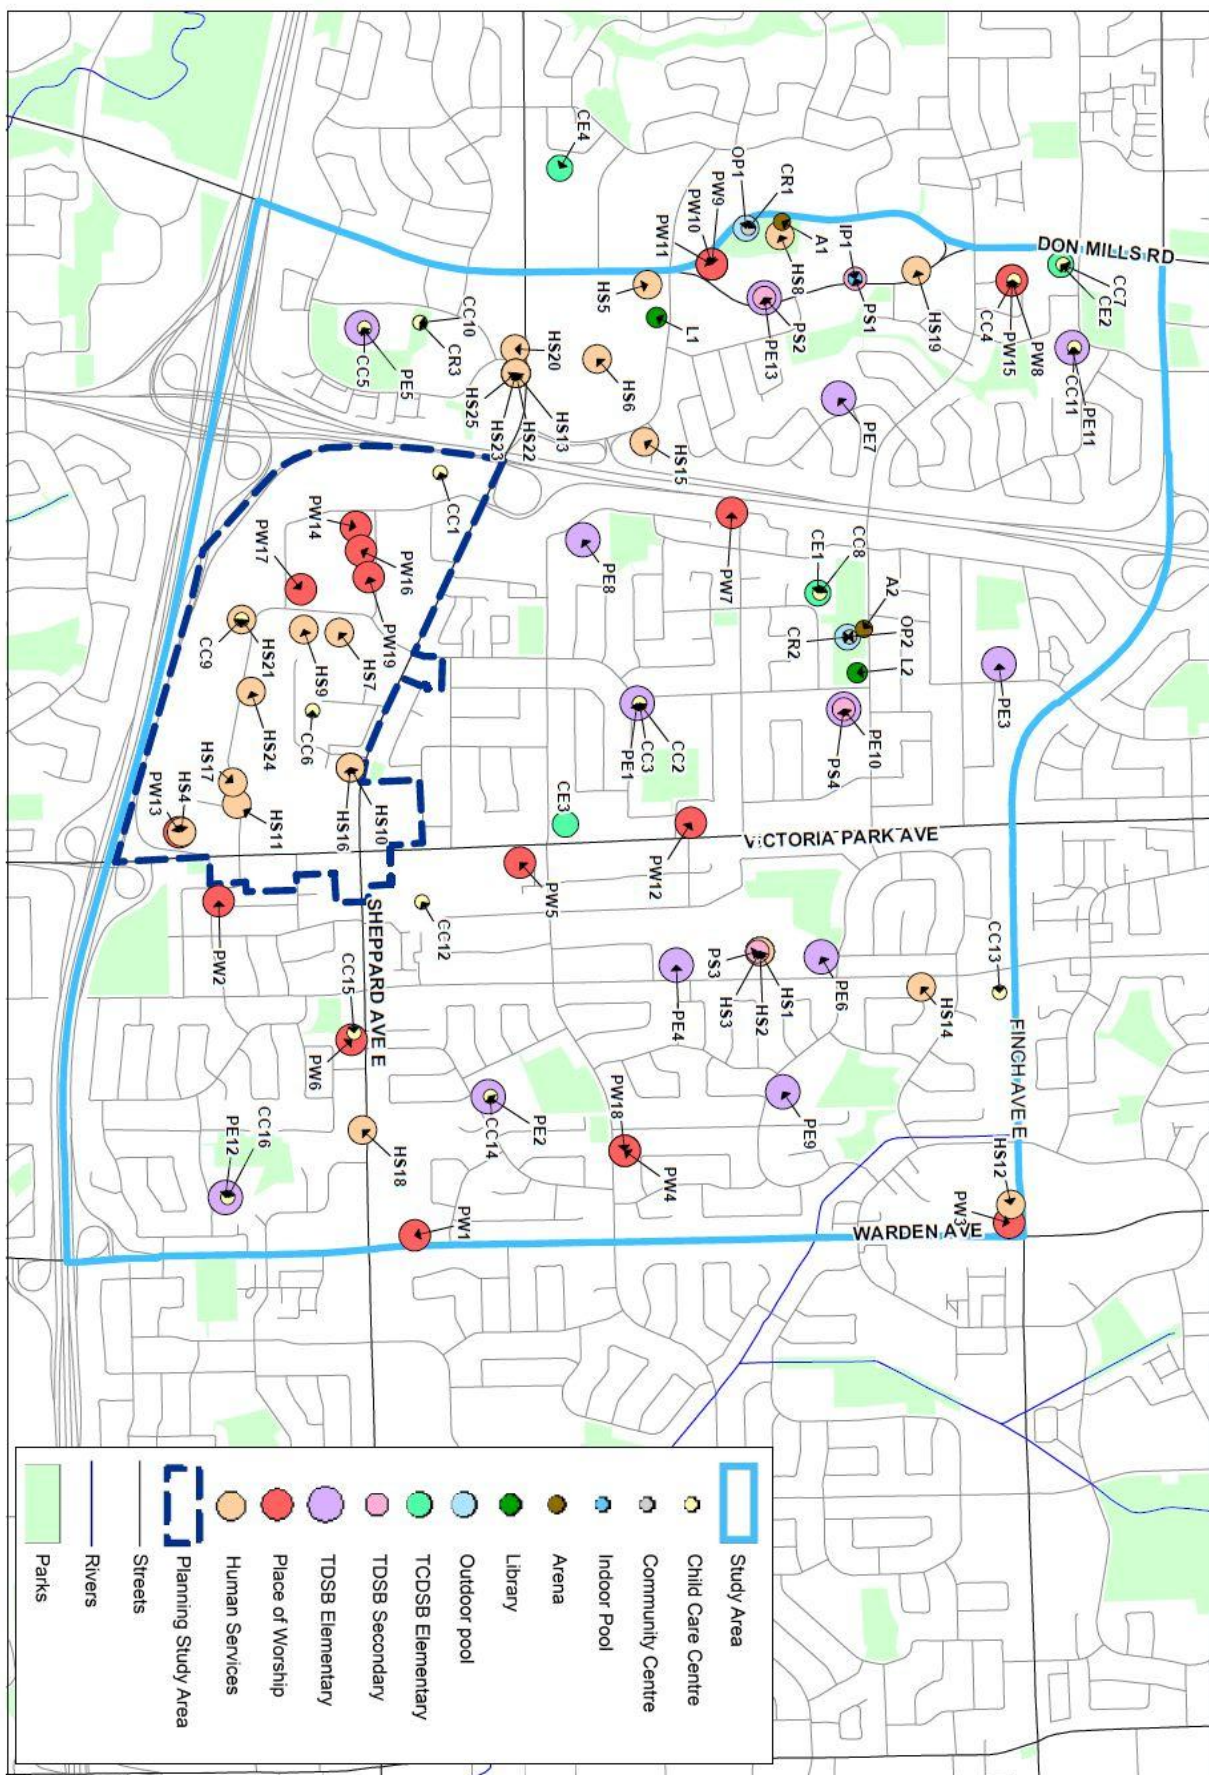 DON MILLS RD
VICTORIA PARK AVE
FINCH AVE E
SHEPPARD AVE E
WARDEN AVE
CE4
OP1
CR1
PW9
PW10
PW11
A1
IP1
HS8
PS1
HS19
CC7
CE2
CC4
PW15
PW8
CC11
PE11
HS5
L1
PS2
PE13
PE7
CC10
CR3
CC5
PE5
HS20
HS6
HS25
HS23
HS22
HS13
HS15
CC1
PW14
PW16
PW17
PW19
PE8
PW7
CE1
CC8
A2
OP2
CR2
L2
PE3
CC9
HS21
HS9
HS7
HS24
CC6
PE1
CC3
CC2
PS4
PE10
HS17
HS4
PW13
HS11
HS16
HS10
CE3
PW12
PW5
PW2
CC12
CC15
PW6
PS3
HS3
HS2
HS1
PE4
PE6
HS14
CC13
PE2
CC14
PW18
PW4
PE9
HS18
PE12
CC16
PW1
HS12
PW3
Study Area
Child Care Centre
Community Centre
Indoor Pool
Arena
Library
Outdoor pool
TCDSB Elementary
TDSB Secondary
TDSB Elementary
Place of Worship
Human Services
Planning Study Area
Streets
Rivers
Parks